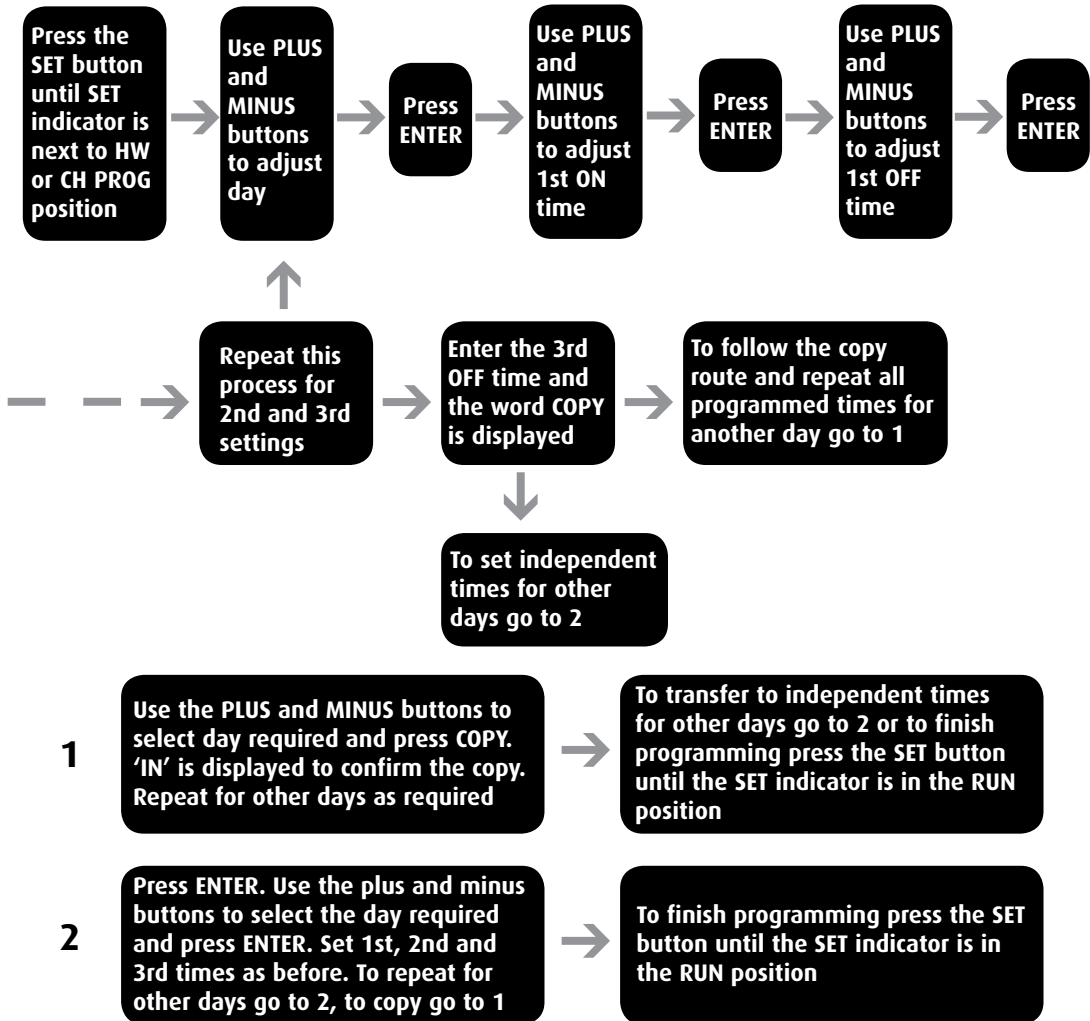 Press the
SET button
until SET
indicator is
next to HW
or CH PROG
position
Use PLUS
and
MINUS
buttons
to adjust
day
Press
ENTER
Use PLUS
and
MINUS
buttons
to adjust
1st ON
time
Press
ENTER
Use PLUS
and
MINUS
buttons
to adjust
1st OFF
time
Press
ENTER
Repeat this
process for
2nd and 3rd
settings
Enter the 3rd
OFF time and
the word COPY
is displayed
To follow the copy
route and repeat all
programmed times for
another day go to 1
To set independent
times for other
days go to 2
1
Use the PLUS and MINUS buttons to
select day required and press COPY.
‘IN’ is displayed to confirm the copy.
Repeat for other days as required
To transfer to independent times
for other days go to 2 or to finish
programming press the SET button
until the SET indicator is in the RUN
position
2
Press ENTER. Use the plus and minus
buttons to select the day required
and press ENTER. Set 1st, 2nd and
3rd times as before. To repeat for
other days go to 2, to copy go to 1
To finish programming press the SET
button until the SET indicator is in
the RUN position